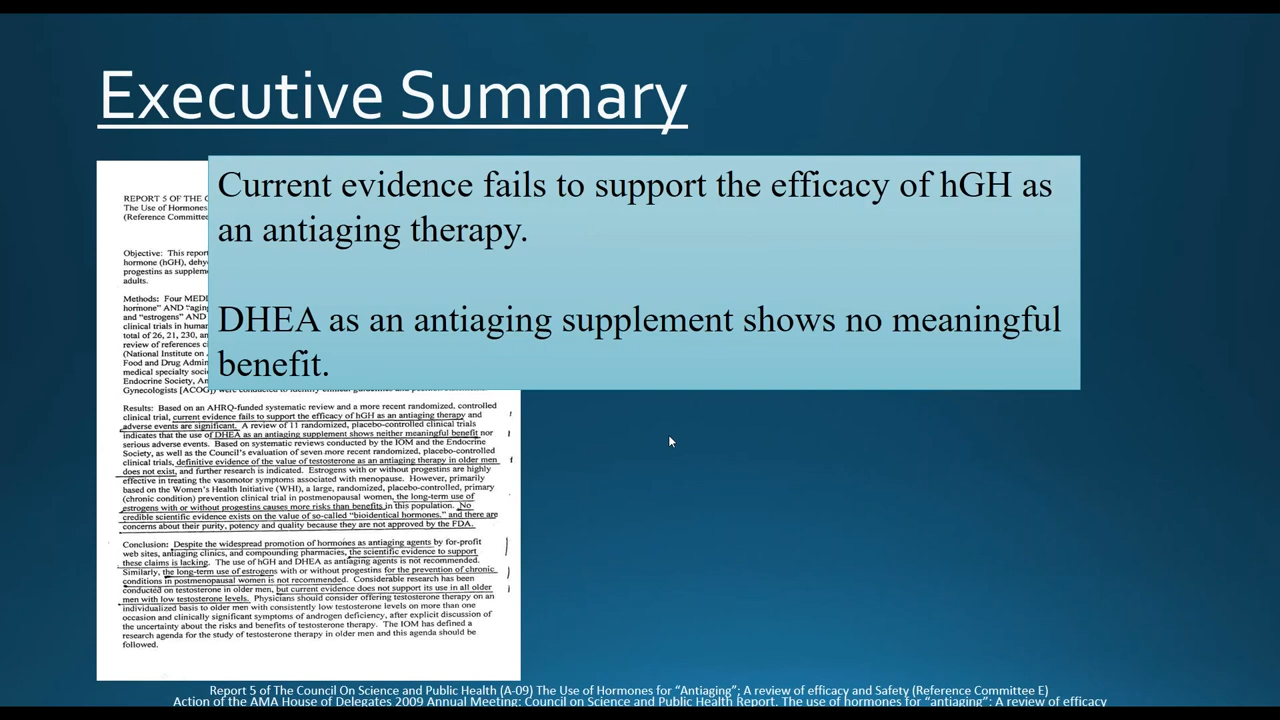 Executive Summary
Current evidence fails to support the efficacy of hGH as
an antiaging therapy.
DHEA as an antiaging supplement shows no meaningful
benefit.
REPORT 5 OF THE C
The Use of Hormones
(Reference Committee
Objective: This report
hormone (hGH), dehy
progestins as supplem
adults.
Methods: Four MEDI
hormone" AND "aging
and "estrogens" AND
clinical trials in human
total of 26, 21, 230, an
review of references c
(National Institute on
Food and Drug Admin
medical specialty socie
Endocrine Society, Am
Gynecologists [ACOG]) were conducted to identify clinical guidelines and
Results: Based on an AHRQ-funded systematic review and a more recent randomized, controlled
clinical trial, current evidence fails to support the efficacy of hGH as an antiaging therapy and
adverse events are significant. A review of 11 randomized, placebo-controlled clinical trials
indicates that the use of DHEA as an antiaging supplement shows neither meaningful benefit nor
serious adverse events. Based on systematic reviews conducted by the IOM and the Endocrine
Society, as well as the Council's evaluation of seven more recent randomized, placebo-controlled
clinical trials, definitive evidence of the value of testosterone as an antiaging therapy in older men
does not exist, and further research is indicated. Estrogens with or without progestins are highly
effective in treating the vasomotor symptoms associated with menopause. However, primarily
based on the Women's Health Initiative (WHI), a large, randomized, placebo-controlled, primary
(chronic condition) prevention clinical trial in postmenopausal women, the long-term use of
estrogens with or without progestins causes more risks than benefits in this population. No
credible scientific evidence exists on the value of so-called "bioidentical hormones," and there are
concerns about their purity, potency and quality because they are not approved by the FDA.
Conclusion: Despite the widespread promotion of hormones as antiaging agents by for-profit
web sites, antiaging clinics, and compounding pharmacies, the scientific evidence to support
these claims is lacking. The use of hGH and DHEA as antiaging agents is not recommended.
Similarly, the long-term use of estrogens with or without progestins for the prevention of chronic
conditions in postmenopausal women is not recommended. Considerable research has been
conducted on testosterone in older men, but current evidence does not support its use in all older
men with low testosterone levels. Physicians should consider offering testosterone therapy on an
individualized basis to older men with consistently low testosterone levels on more than one
occasion and clinically significant symptoms of androgen deficiency, after explicit discussion of
the uncertainty about the risks and benefits of testosterone therapy. The IOM has defined a
research agenda for the study of testosterone therapy in older men and this agenda should be
followed.
Report 5 of The Council On Science and Public Health (A-09) The Use of Hormones for "Antiaging": A review of efficacy and Safety (Reference Committee E)
Action of the AMA House of Delegates 2009 Annual Meeting: Council on Science and Public Health Report. The use of hormones for "antiaging": A review of efficacy